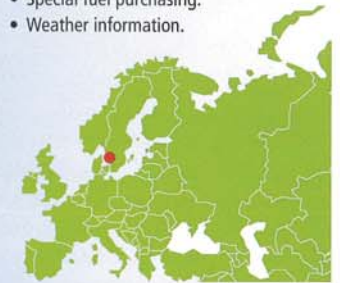 • Special fuel purchasing.
• Weather information.